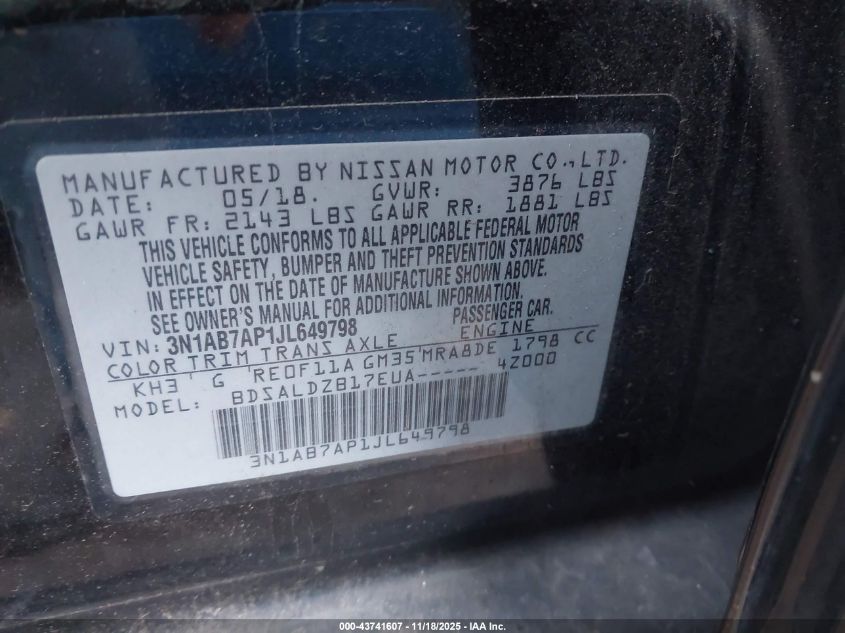 MANUFACTURED BY NISSAN MOTOR CO.,LTD.
DATE: 05/18. GVWR: 3876 LBS
GAWR FR: 2143 LBS GAWR RR: 1881 LBS
THIS VEHICLE CONFORMS TO ALL APPLICABLE FEDERAL MOTOR
VEHICLE SAFETY, BUMPER AND THEFT PREVENTION STANDARDS
IN EFFECT ON THE DATE OF MANUFACTURE SHOWN ABOVE.
SEE OWNER'S MANUAL FOR ADDITIONAL INFORMATION.
VIN: 3N1AB7AP1JL649798 PASSENGER CAR.
COLOR TRIM TRANS AXLE ENGINE
KH3 G RE0F11A GM35 MRA8DE 1798 CC
MODEL: BDSALDZB17EUA----- 4Z000
3N1AB7AP1JL649798
000-43741607 - 11/18/2025 - IAA Inc.